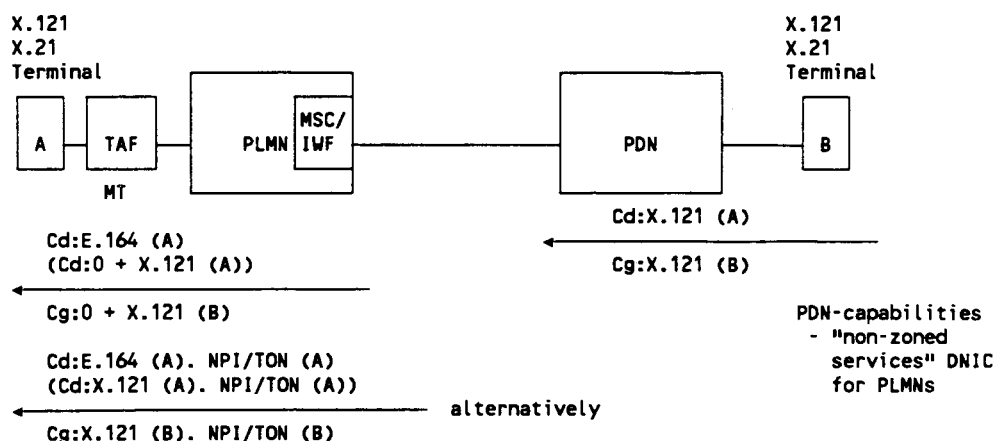 X.121
X.21
Terminal
X.121
X.21
Terminal
A
TAF
PLMN
MSC/
IWF
PDN
B
MT
Cd:X.121 (A)
Cg:X.121 (B)
Cd:E.164 (A)
(Cd:0 + X.121 (A))
Cg:0 + X.121 (B)
PDN-capabilities
- "non-zoned
services" DNIC
for PLMNs
Cd:E.164 (A). NPI/TON (A)
(Cd:X.121 (A). NPI/TON (A))
alternatively
Cg:X.121 (B). NPI/TON (B)